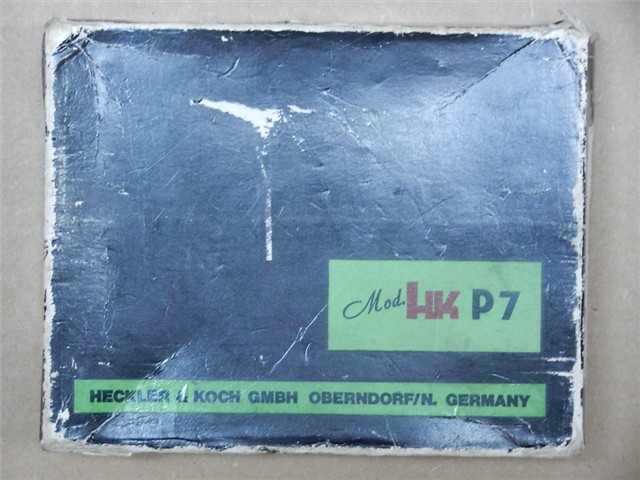 Mod. HK P7
HECKLER & KOCH GMBH OBERNDORF/N. GERMANY